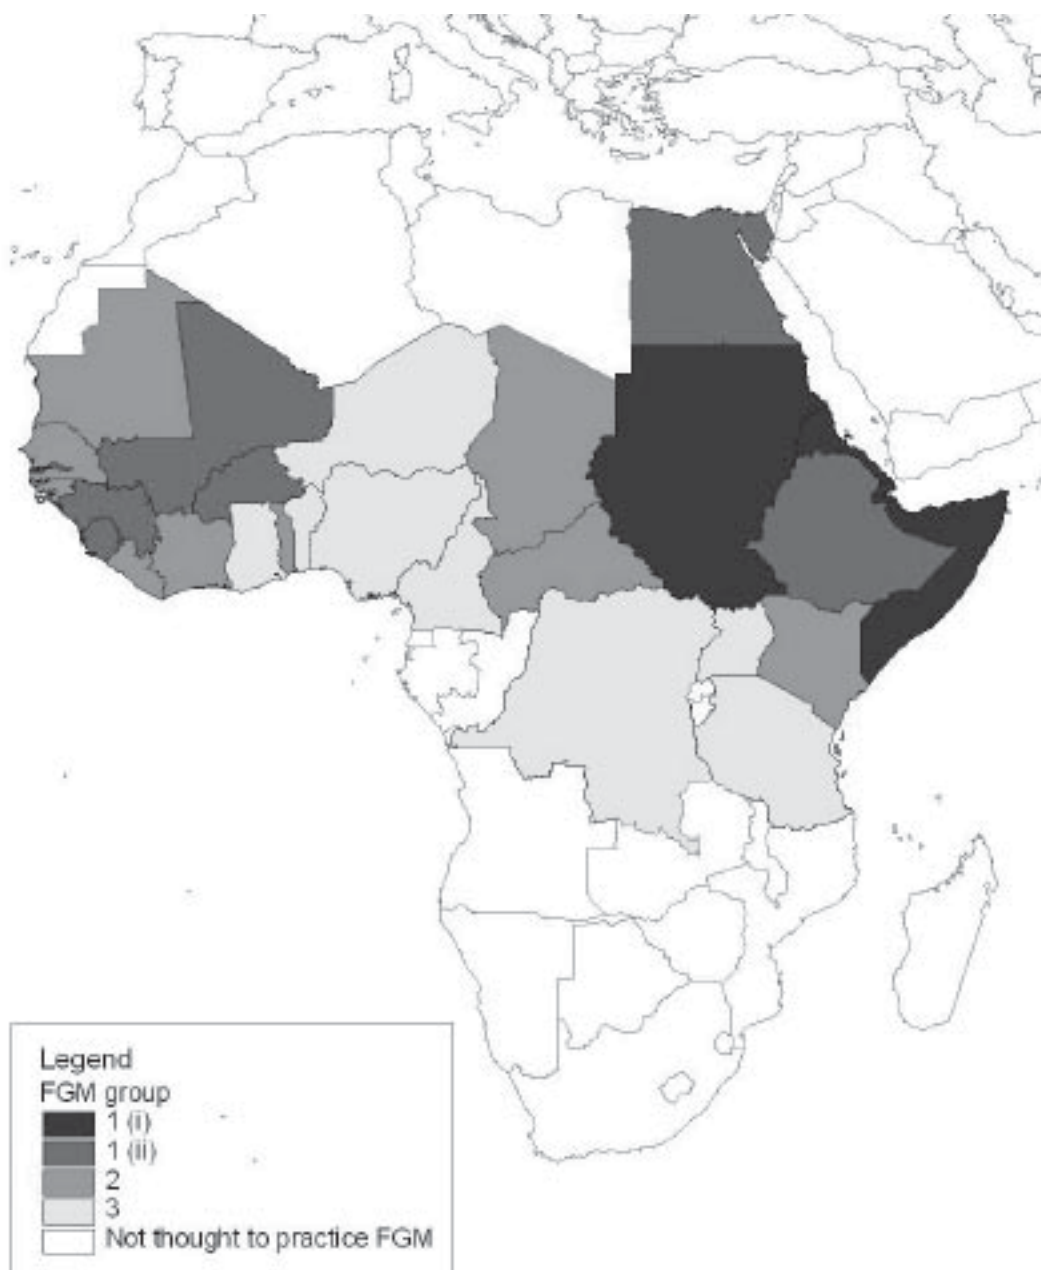 Legend
FGM group
1 (i)
1 (ii)
2
3
Not thought to practice FGM